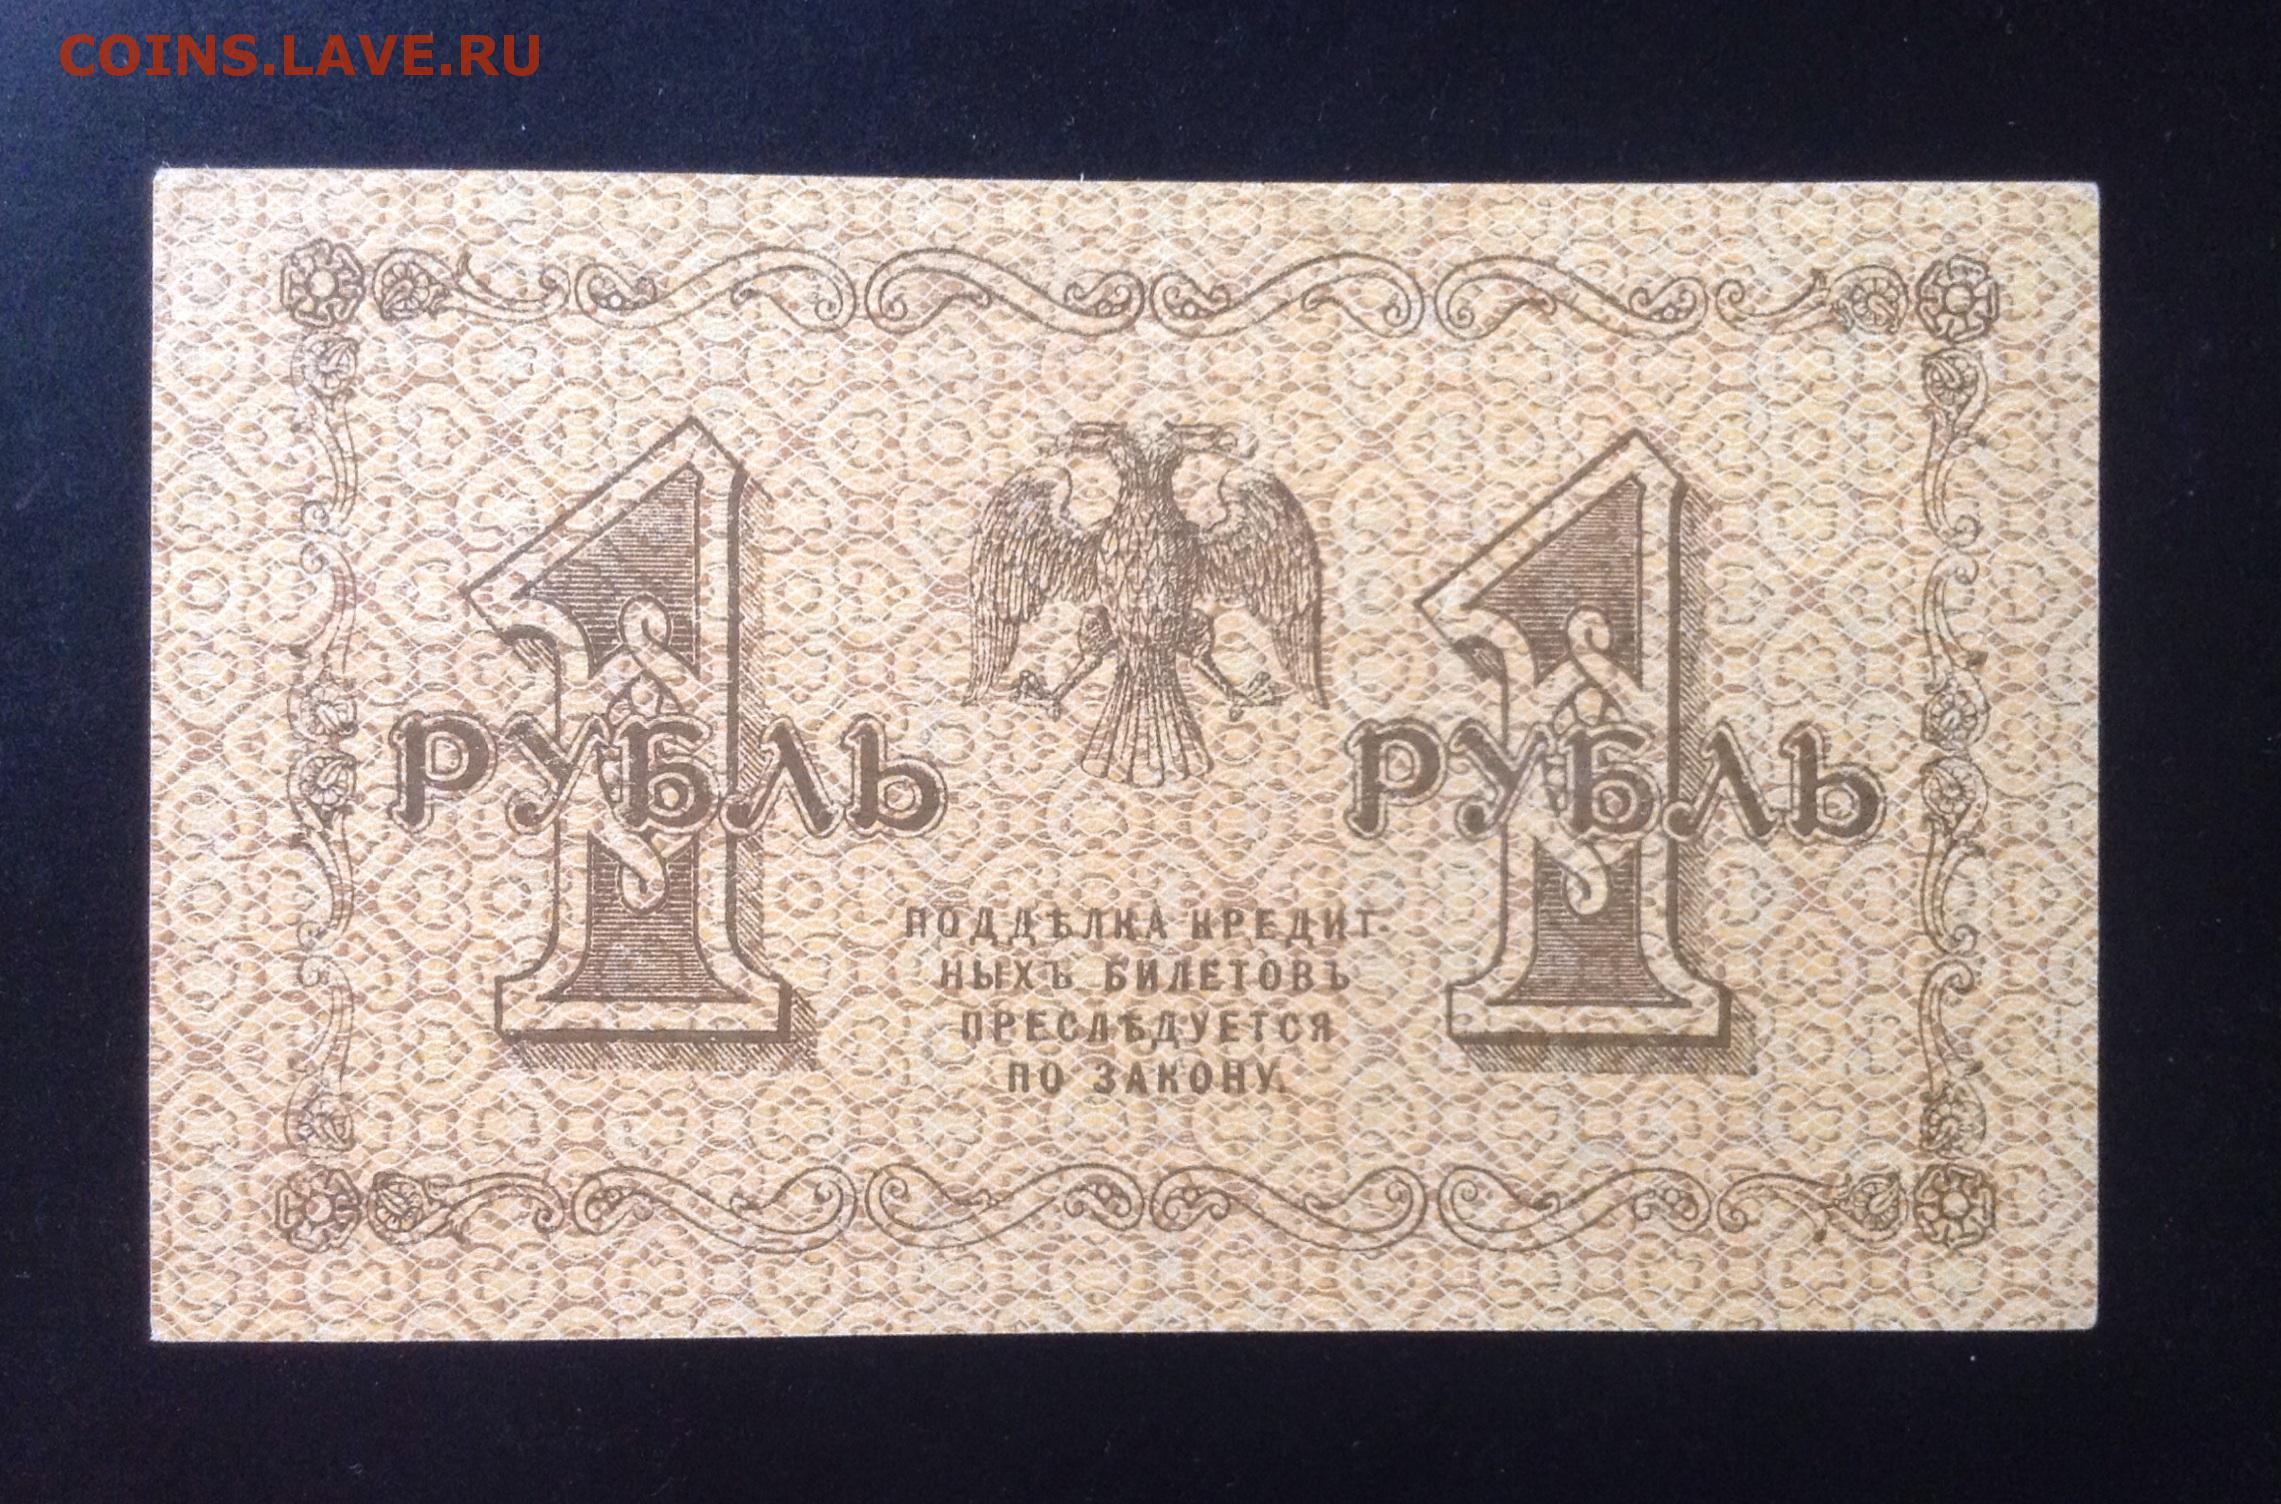 COINS.LAVE.RU
1 1
РУБЛЬ РУБЛЬ
ПОДДѢЛКА КРЕДИТ-
НЫХЪ БИЛЕТОВЪ
ПРЕСЛѢДУЕТСЯ
ПО ЗАКОНУ.